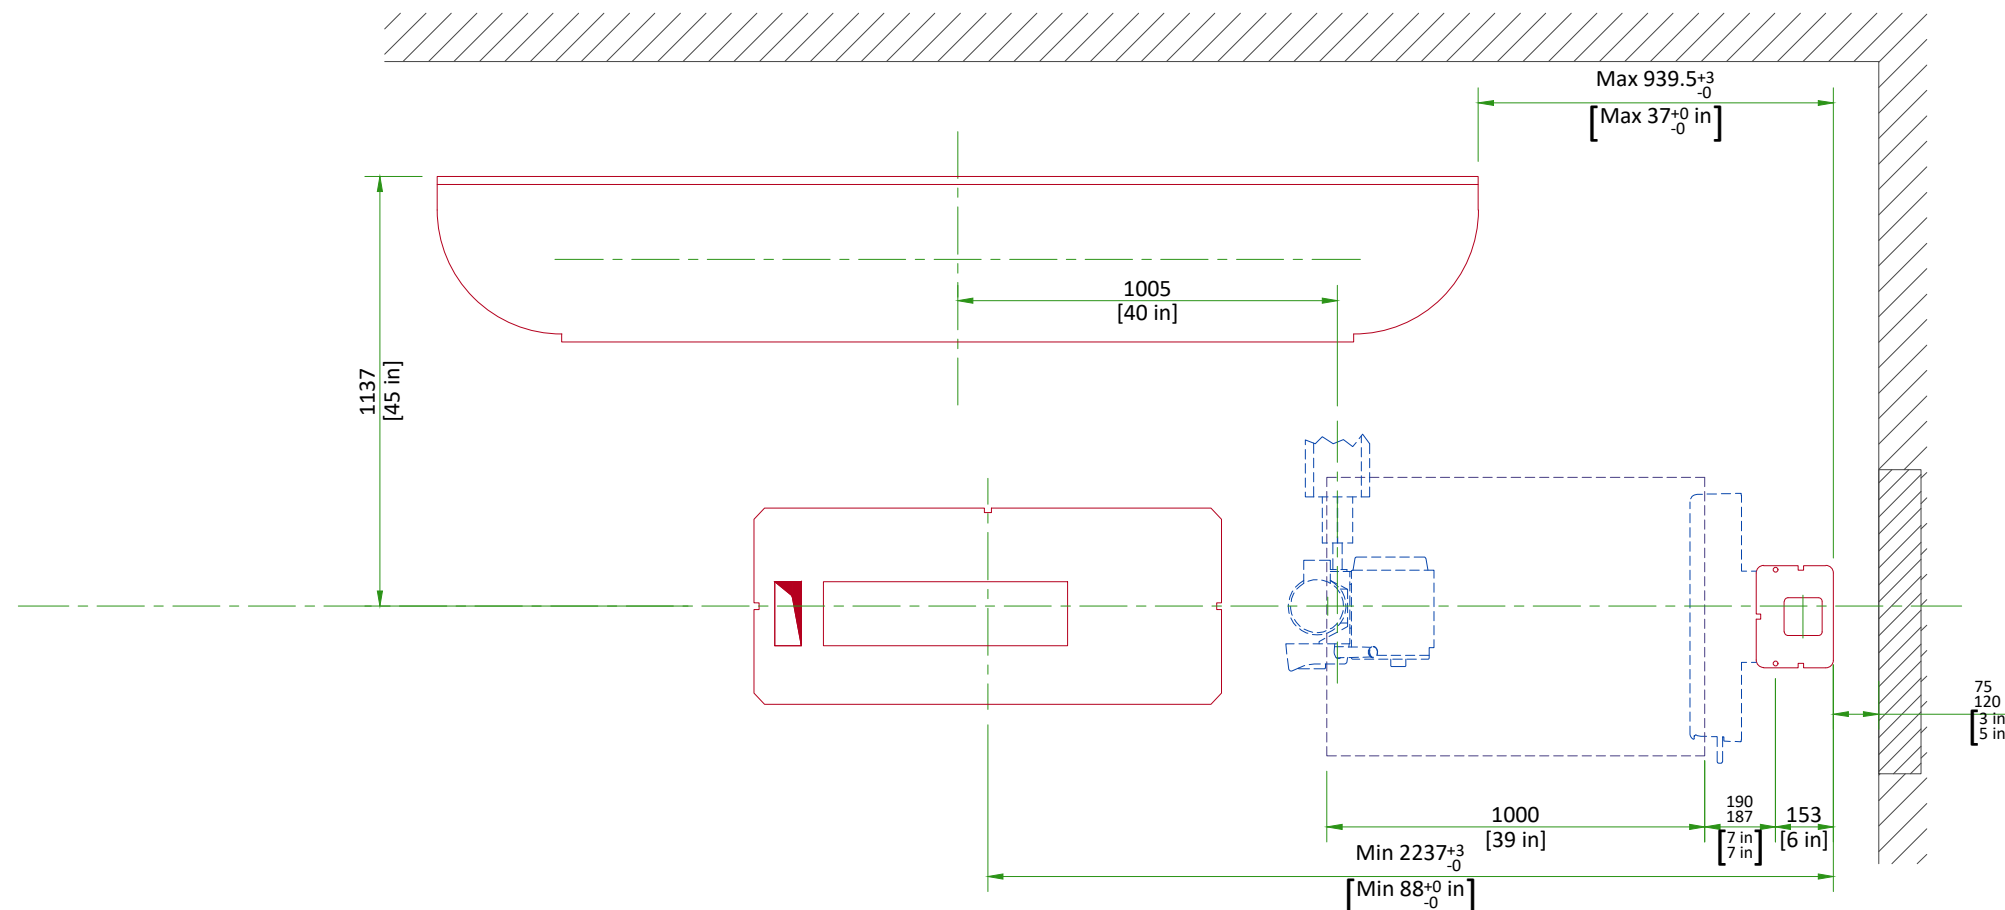 Max 939.5+3
-0
[Max 37+0 in]
-0
1005
[40 in]
1137
[45 in]
75
120
[3 in
5 in
1000
[39 in]
190
187
[7 in
7 in]
153
[6 in]
Min 2237+3
-0
[Min 88+0 in]
-0